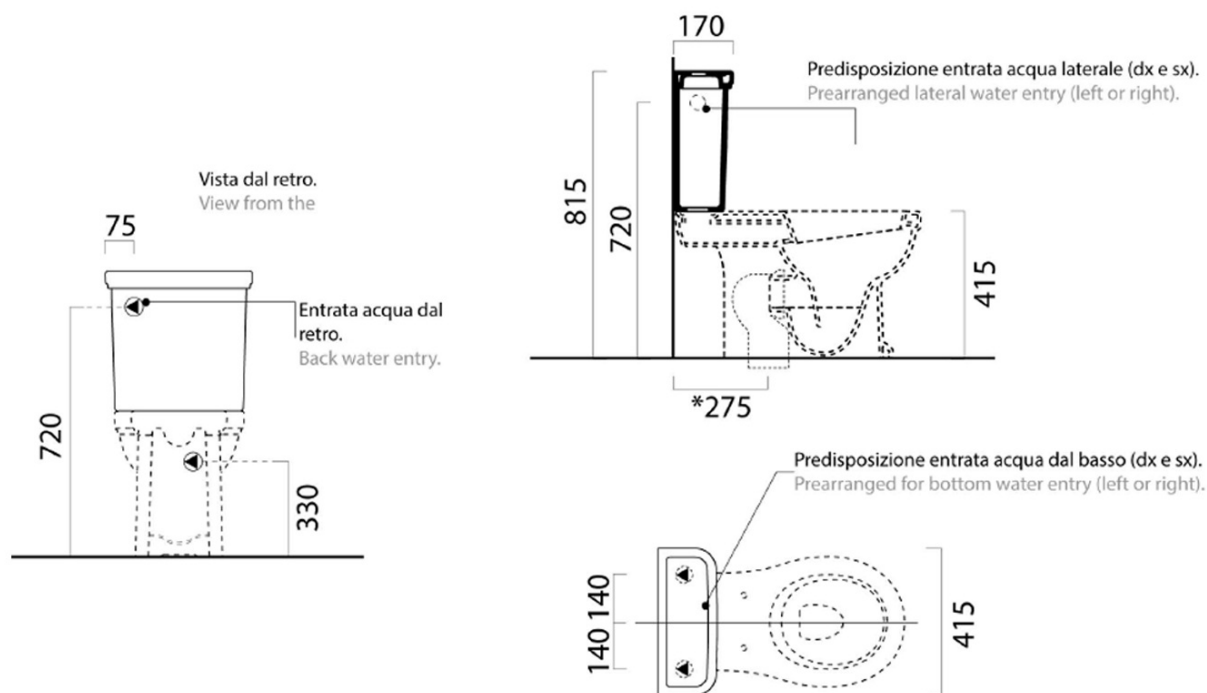 170
Predisposizione entrata acqua laterale (dx e sx).
Prearranged lateral water entry (left or right).
815
720
415
*275
Vista dal retro.
View from the
75
Entrata acqua dal
retro.
Back water entry.
720
330
Predisposizione entrata acqua dal basso (dx e sx).
Prearranged for bottom water entry (left or right).
140
140
415